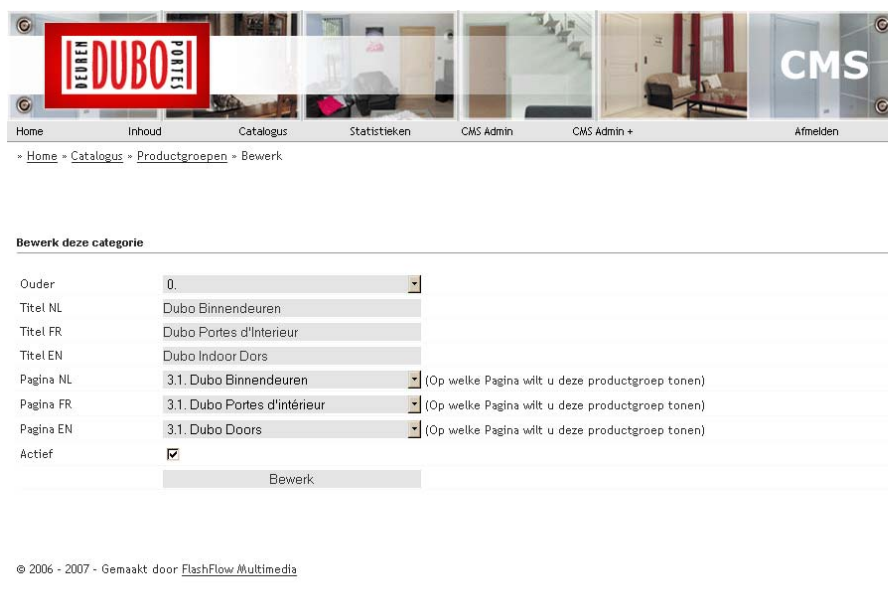 DEUREN DUBO PORTES
CMS
Home Inhoud Catalogus Statistieken CMS Admin CMS Admin + Afmelden
» Home » Catalogus » Productgroepen » Bewerk
Bewerk deze categorie
Ouder 0.
Titel NL Dubo Binnendeuren
Titel FR Dubo Portes d'Interieur
Titel EN Dubo Indoor Dors
Pagina NL 3.1. Dubo Binnendeuren (Op welke Pagina wilt u deze productgroep tonen)
Pagina FR 3.1. Dubo Portes d'intérieur (Op welke Pagina wilt u deze productgroep tonen)
Pagina EN 3.1. Dubo Doors (Op welke Pagina wilt u deze productgroep tonen)
Actief
Bewerk
© 2006 - 2007 - Gemaakt door FlashFlow Multimedia